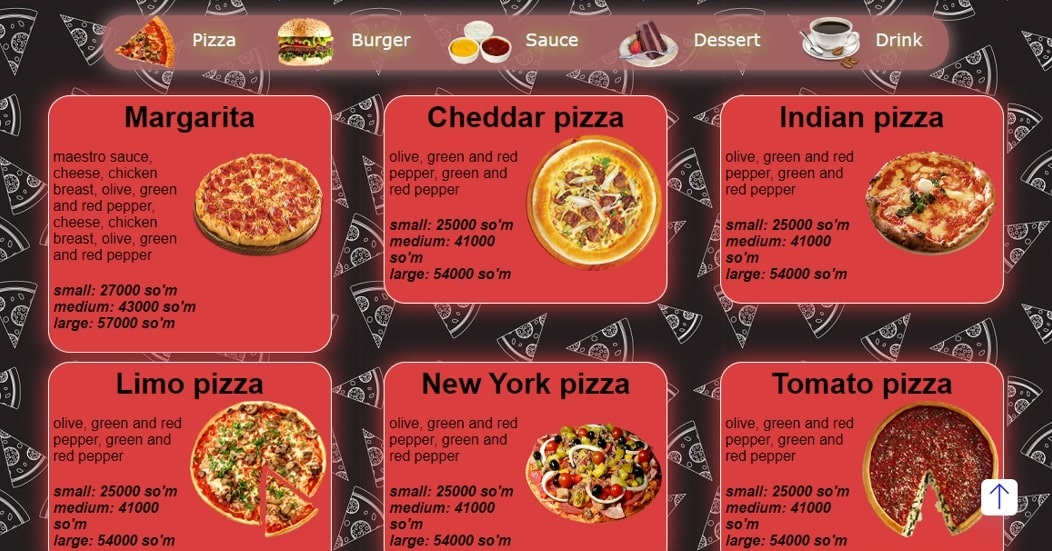 Pizza
Burger
Sauce
Dessert
Drink
Margarita
maestro sauce,
cheese, chicken
breast, olive, green
and red pepper,
cheese, chicken
breast, olive, green
and red pepper
small: 27000 so'm
medium: 43000 so'm
large: 57000 so'm
Cheddar pizza
olive, green and red
pepper, green and
red pepper
small: 25000 so'm
medium: 41000
so'm
large: 54000 so'm
Indian pizza
olive, green and red
pepper, green and
red pepper
small: 25000 so'm
medium: 41000
so'm
large: 54000 so'm
Limo pizza
olive, green and red
pepper, green and
red pepper
small: 25000 so'm
medium: 41000
so'm
large: 54000 so'm
New York pizza
olive, green and red
pepper, green and
red pepper
small: 25000 so'm
medium: 41000
so'm
large: 54000 so'm
Tomato pizza
olive, green and red
pepper, green and
red pepper
small: 25000 so'm
medium: 41000
so'm
large: 54000 so'm